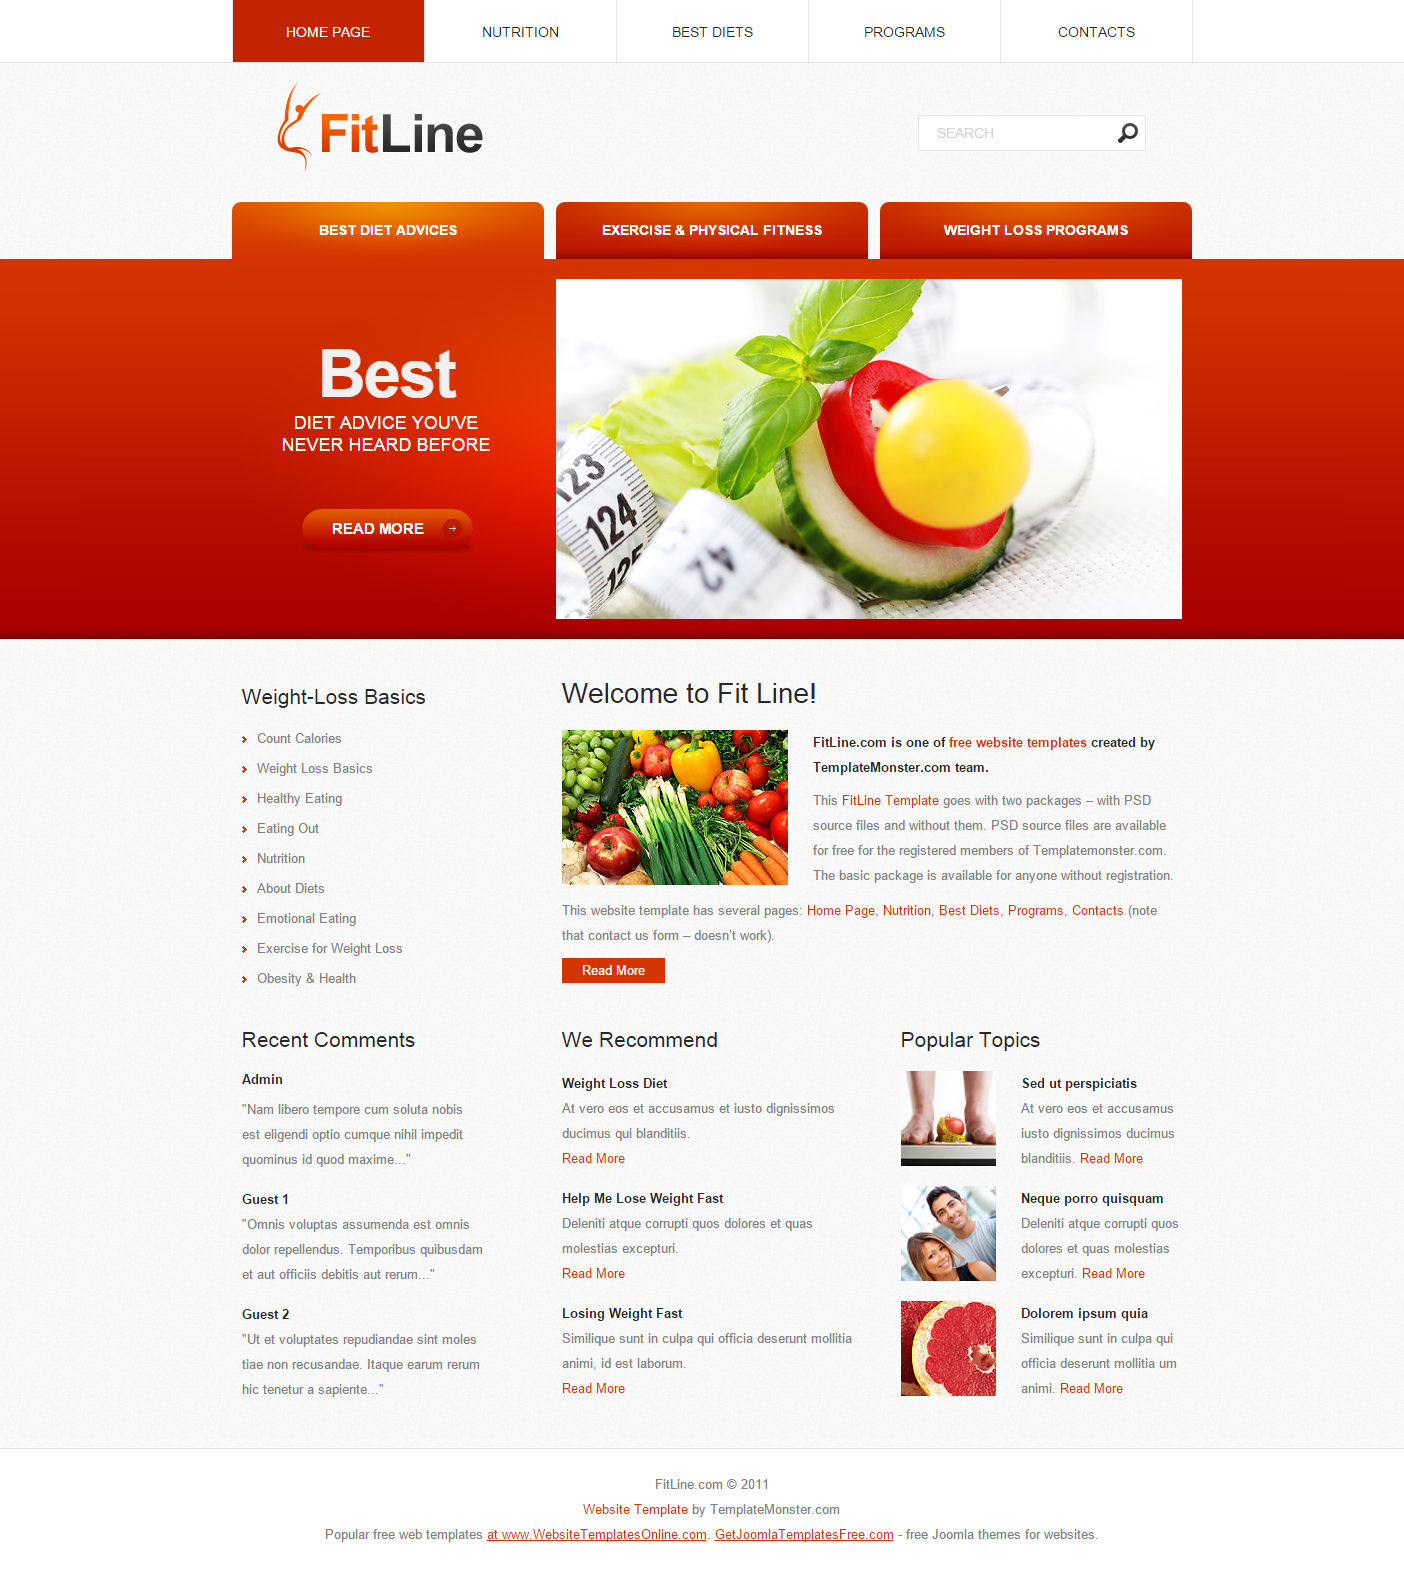 HOME PAGE
NUTRITION
BEST DIETS
PROGRAMS
CONTACTS
FitLine
SEARCH
BEST DIET ADVICES
EXERCISE & PHYSICAL FITNESS
WEIGHT LOSS PROGRAMS
Best
DIET ADVICE YOU'VE
NEVER HEARD BEFORE
READ MORE
123
124
125
42
Weight-Loss Basics
Count Calories
Weight Loss Basics
Healthy Eating
Eating Out
Nutrition
About Diets
Emotional Eating
Exercise for Weight Loss
Obesity & Health
Welcome to Fit Line!
FitLine.com is one of free website templates created by
TemplateMonster.com team.
This FitLine Template goes with two packages – with PSD
source files and without them. PSD source files are available
for free for the registered members of Templatemonster.com.
The basic package is available for anyone without registration.
This website template has several pages: Home Page, Nutrition, Best Diets, Programs, Contacts (note
that contact us form – doesn't work).
Read More
Recent Comments
Admin
"Nam libero tempore cum soluta nobis
est eligendi optio cumque nihil impedit
quominus id quod maxime..."
Guest 1
"Omnis voluptas assumenda est omnis
dolor repellendus. Temporibus quibusdam
et aut officiis debitis aut rerum..."
Guest 2
"Ut et voluptates repudiandae sint moles
tiae non recusandae. Itaque earum rerum
hic tenetur a sapiente..."
We Recommend
Weight Loss Diet
At vero eos et accusamus et iusto dignissimos
ducimus qui blanditiis.
Read More
Help Me Lose Weight Fast
Deleniti atque corrupti quos dolores et quas
molestias excepturi.
Read More
Losing Weight Fast
Similique sunt in culpa qui officia deserunt mollitia
animi, id est laborum.
Read More
Popular Topics
Sed ut perspiciatis
At vero eos et accusamus
iusto dignissimos ducimus
blanditiis. Read More
Neque porro quisquam
Deleniti atque corrupti quos
dolores et quas molestias
excepturi. Read More
Dolorem ipsum quia
Similique sunt in culpa qui
officia deserunt mollitia um
animi. Read More
FitLine.com © 2011
Website Template by TemplateMonster.com
Popular free web templates at www.WebsiteTemplatesOnline.com. GetJoomlaTemplatesFree.com - free Joomla themes for websites.